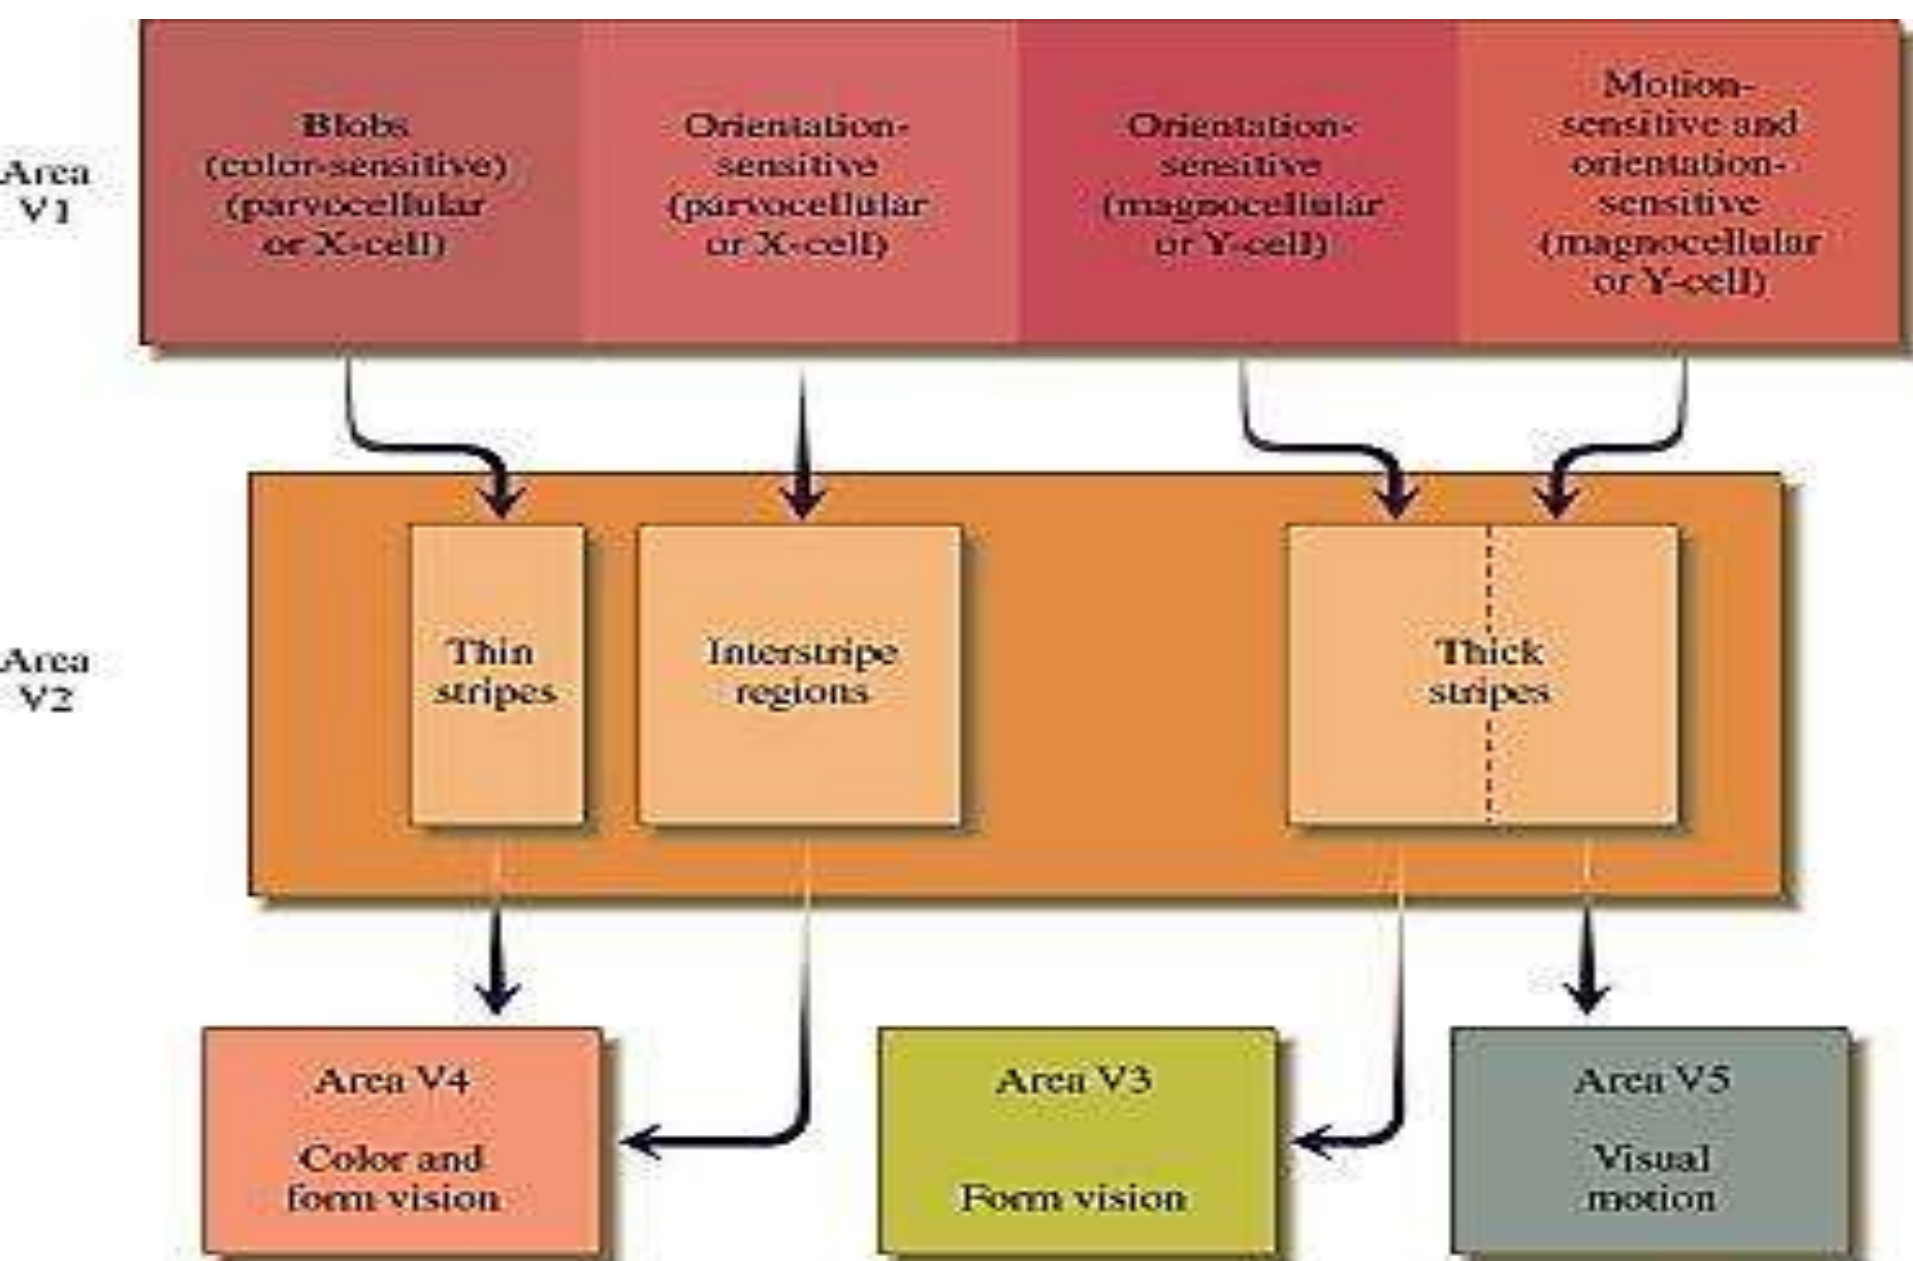 Area
V1
Blobs
(color-sensitive)
(parvocellular
or X-cell)
Orientation-
sensitive
(parvocellular
or X-cell)
Orientation-
sensitive
(magnocellular
or Y-cell)
Motion-
sensitive and
orientation-
sensitive
(magnocellular
or Y-cell)
Area
V2
Thin
stripes
Interstripe
regions
Thick
stripes
Area V4
Color and
form vision
Area V3
Form vision
Area V5
Visual
motion